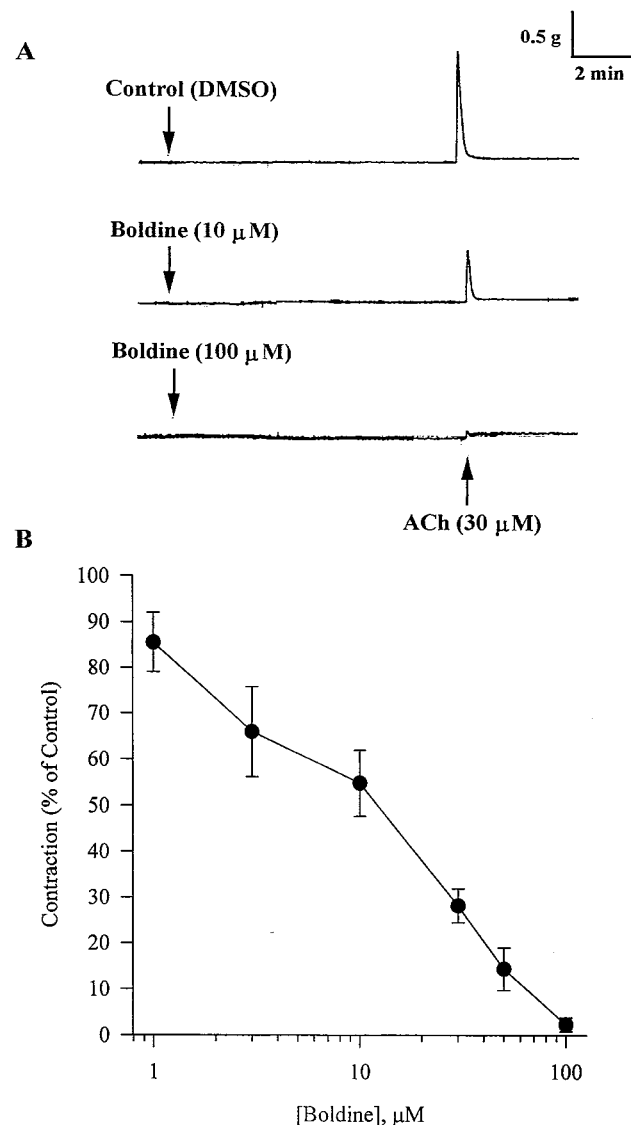 A
0.5 g
2 min
Control (DMSO)
Boldine (10 μM)
Boldine (100 μM)
ACh (30 μM)
B
Contraction (% of Control)
100
90
80
70
60
50
40
30
20
10
0
1
10
100
[Boldine], μM